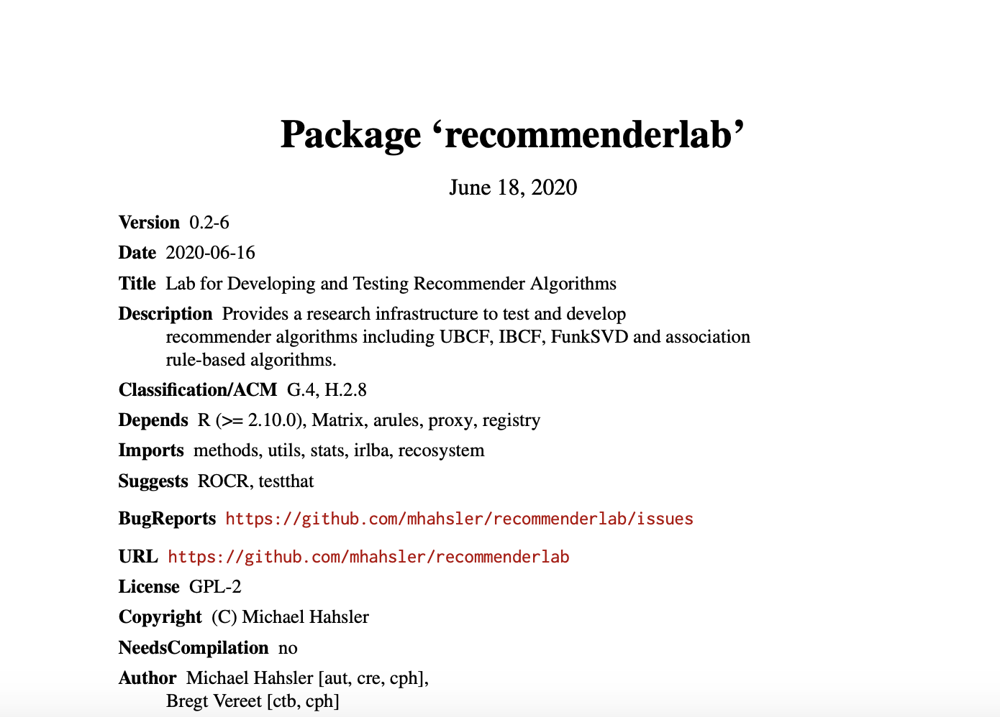 Package ‘recommenderlab’
June 18, 2020
Version 0.2-6
Date 2020-06-16
Title Lab for Developing and Testing Recommender Algorithms
Description Provides a research infrastructure to test and develop
recommender algorithms including UBCF, IBCF, FunkSVD and association
rule-based algorithms.
Classification/ACM G.4, H.2.8
Depends R (>= 2.10.0), Matrix, arules, proxy, registry
Imports methods, utils, stats, irlba, recosystem
Suggests ROCR, testthat
BugReports https://github.com/mhahsler/recommenderlab/issues
URL https://github.com/mhahsler/recommenderlab
License GPL-2
Copyright (C) Michael Hahsler
NeedsCompilation no
Author Michael Hahsler [aut, cre, cph],
Bregt Vereet [ctb, cph]